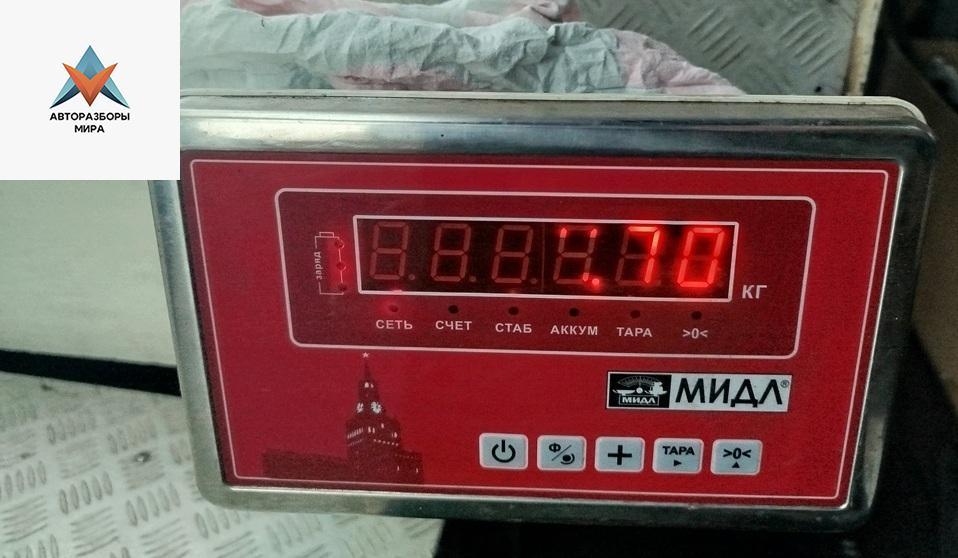 АВТОРАЗБОРЫ
МИРА
заряд
1.70
КГ
СЕТЬ СЧЕТ СТАБ АККУМ ТАРА >0<
МИДЛ МИДЛ®
Ф/ + ТАРА >0<